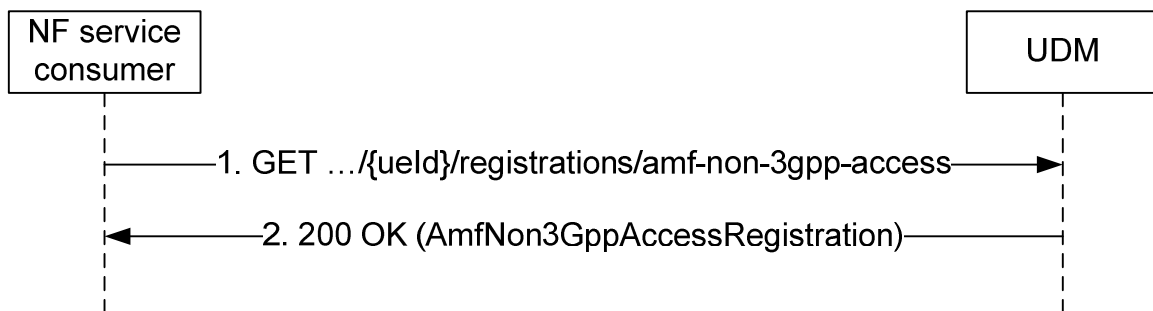 NF service
consumer
UDM
1. GET …/{ueId}/registrations/amf-non-3gpp-access
2. 200 OK (AmfNon3GppAccessRegistration)